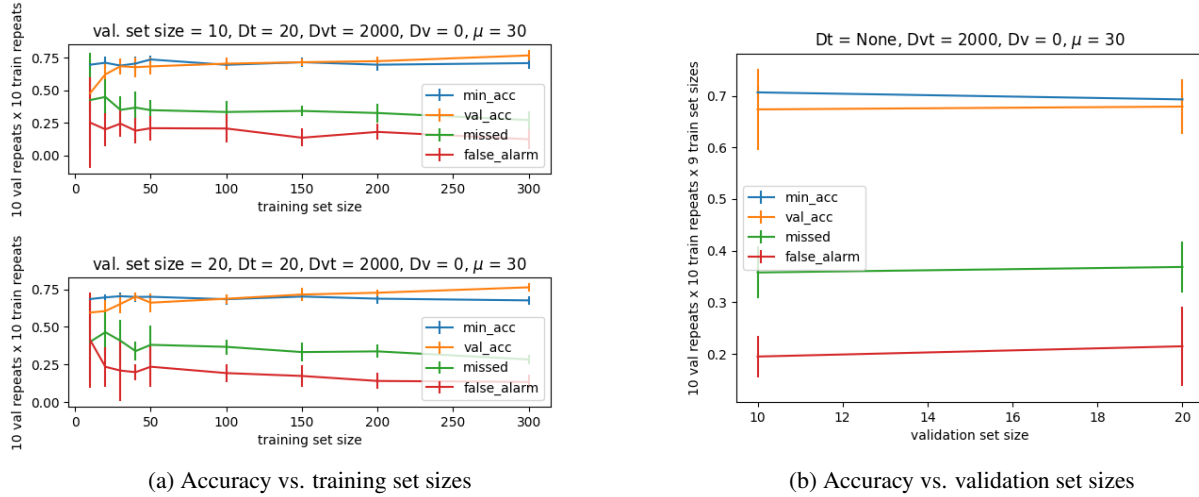 val. set size = 10, Dt = 20, Dvt = 2000, Dv = 0, μ = 30
10 val repeats x 10 train repeats
0.75
0.50
0.25
0.00
min_acc
val_acc
missed
false_alarm
0 50 100 150 200 250 300
training set size
val. set size = 20, Dt = 20, Dvt = 2000, Dv = 0, μ = 30
10 val repeats x 10 train repeats
0.75
0.50
0.25
0.00
min_acc
val_acc
missed
false_alarm
0 50 100 150 200 250 300
training set size
(a) Accuracy vs. training set sizes
Dt = None, Dvt = 2000, Dv = 0, μ = 30
10 val repeats x 10 train repeats x 9 train set sizes
0.7
0.6
0.5
0.4
0.3
0.2
min_acc
val_acc
missed
false_alarm
10 12 14 16 18 20
validation set size
(b) Accuracy vs. validation set sizes